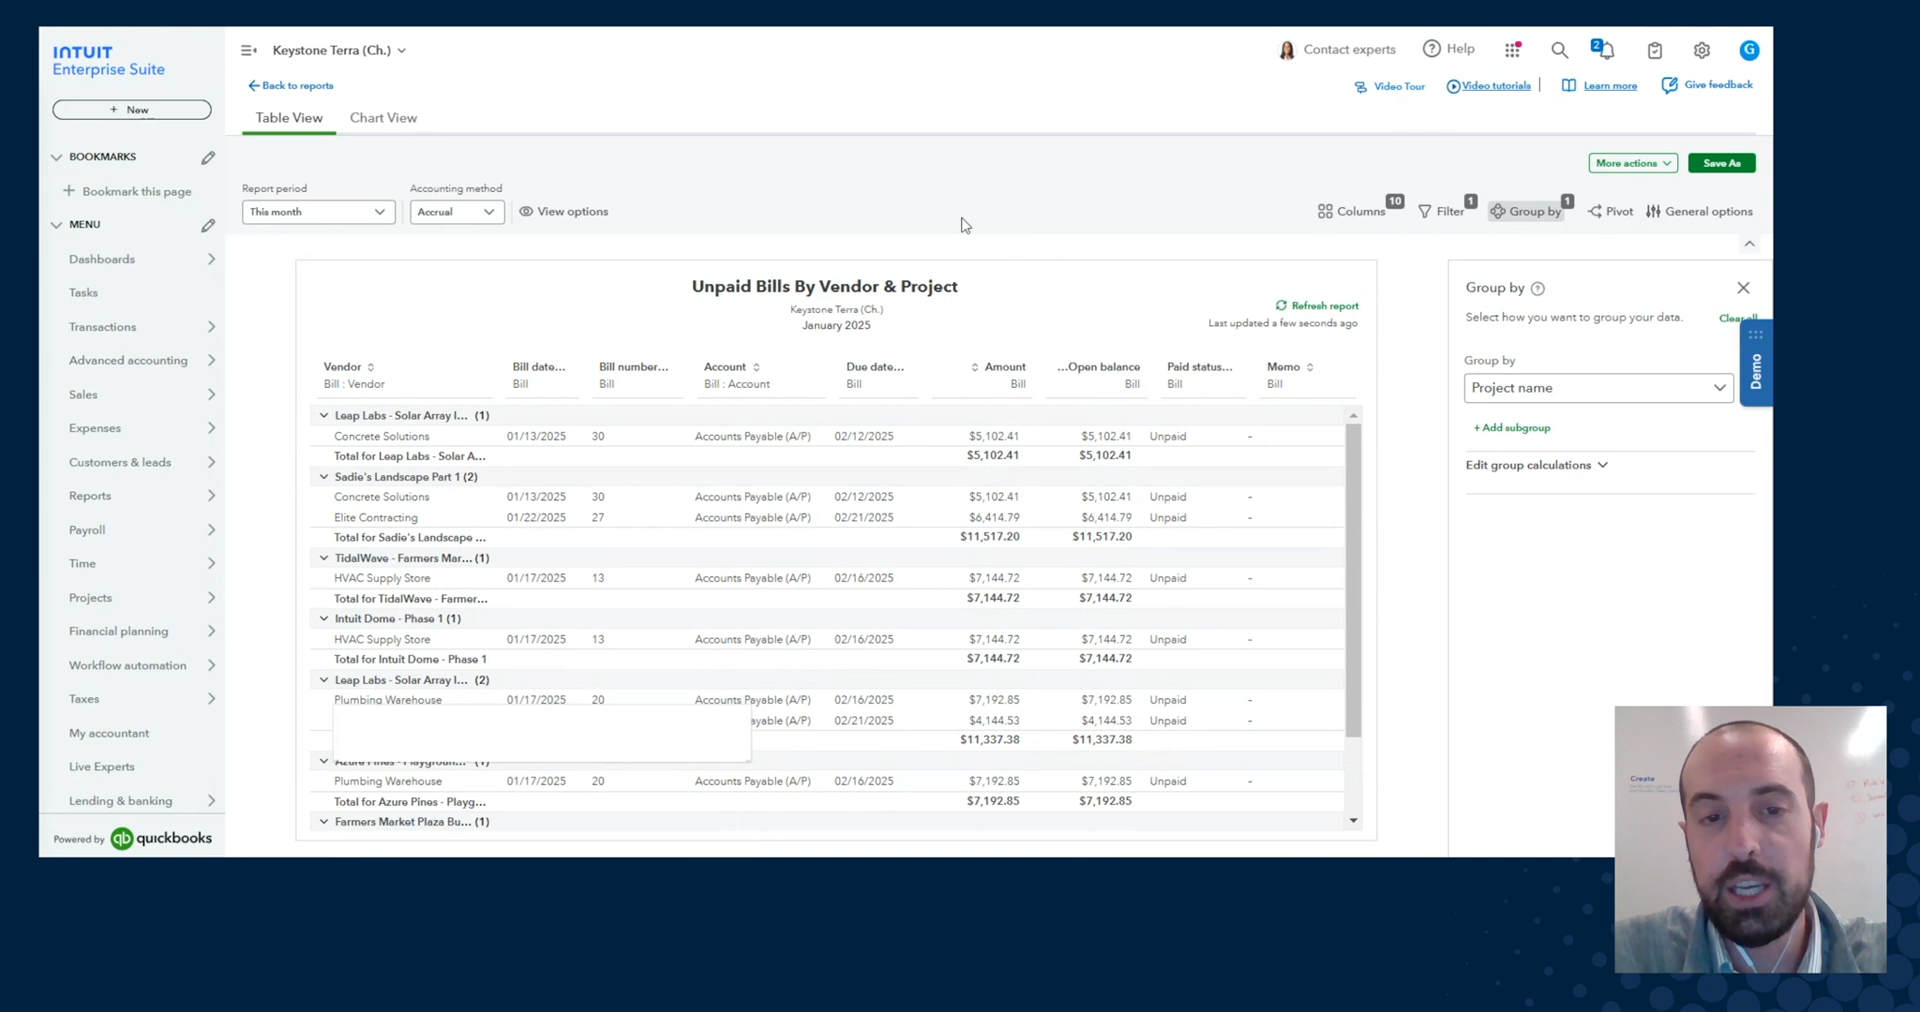 INTUIT
Enterprise Suite
+ New
BOOKMARKS
+ Bookmark this page
MENU
Dashboards
Tasks
Transactions
Advanced accounting
Sales
Expenses
Customers & leads
Reports
Payroll
Time
Projects
Financial planning
Workflow automation
Taxes
My accountant
Live Experts
Lending & banking
Powered by qb quickbooks
Keystone Terra (Ch.)
Contact experts
Help
2
G
Back to reports
Video Tour
Video tutorials
Learn more
Give feedback
Table View Chart View
More actions
Save As
Report period
This month
Accounting method
Accrual
View options
Columns 10
Filter 1
Group by 1
Pivot
General options
Unpaid Bills By Vendor & Project
Keystone Terra (Ch.)
January 2025
Refresh report
Last updated a few seconds ago
Vendor Bill date... Bill number... Account Due date... Amount ...Open balance Paid status... Memo
Bill : Vendor Bill Bill Bill : Account Bill Bill Bill Bill Bill
Leap Labs - Solar Array I... (1)
Concrete Solutions 01/13/2025 30 Accounts Payable (A/P) 02/12/2025 $5,102.41 $5,102.41 Unpaid -
Total for Leap Labs - Solar A... $5,102.41 $5,102.41
Sadie's Landscape Part 1 (2)
Concrete Solutions 01/13/2025 30 Accounts Payable (A/P) 02/12/2025 $5,102.41 $5,102.41 Unpaid -
Elite Contracting 01/22/2025 27 Accounts Payable (A/P) 02/21/2025 $6,414.79 $6,414.79 Unpaid -
Total for Sadie's Landscape ... $11,517.20 $11,517.20
TidalWave - Farmers Mar... (1)
HVAC Supply Store 01/17/2025 13 Accounts Payable (A/P) 02/16/2025 $7,144.72 $7,144.72 Unpaid -
Total for TidalWave - Farmer... $7,144.72 $7,144.72
Intuit Dome - Phase 1 (1)
HVAC Supply Store 01/17/2025 13 Accounts Payable (A/P) 02/16/2025 $7,144.72 $7,144.72 Unpaid -
Total for Intuit Dome - Phase 1 $7,144.72 $7,144.72
Leap Labs - Solar Array I... (2)
Plumbing Warehouse 01/17/2025 20 Accounts Payable (A/P) 02/16/2025 $7,192.85 $7,192.85 Unpaid -
ayable (A/P) 02/21/2025 $4,144.53 $4,144.53 Unpaid -
$11,337.38 $11,337.38
Azure Pines - Playgroun... (1)
Plumbing Warehouse 01/17/2025 20 Accounts Payable (A/P) 02/16/2025 $7,192.85 $7,192.85 Unpaid -
Total for Azure Pines - Playg... $7,192.85 $7,192.85
Farmers Market Plaza Bu... (1)
Group by
Select how you want to group your data.
Clear all
Group by
Project name
+ Add subgroup
Edit group calculations
Demo
Create